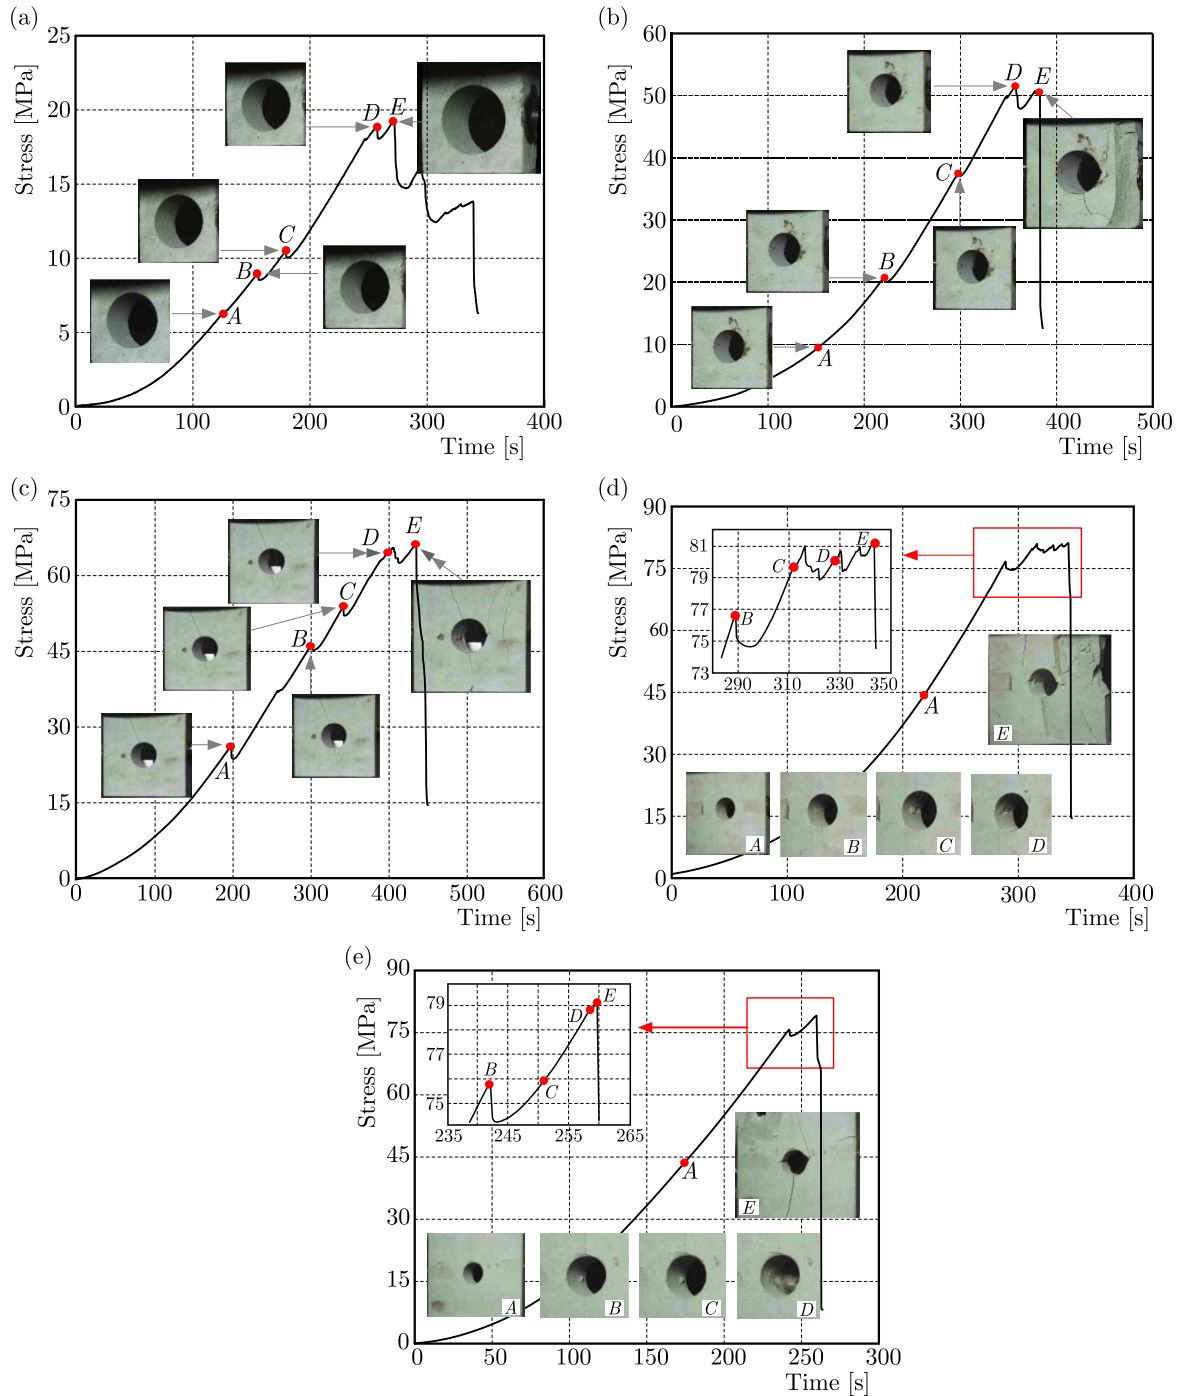 (a)
25
20
15
10
5
0
Stress [MPa]
0 100 200 300 400
Time [s]
A
B
C
D
E
(b)
60
50
40
30
20
10
0
Stress [MPa]
0 100 200 300 400 500
Time [s]
A
B
C
D
E
(c)
75
60
45
30
15
0
Stress [MPa]
0 100 200 300 400 500 600
Time [s]
A
B
C
D
E
(d)
90
75
60
45
30
15
0
Stress [MPa]
0 100 200 300 400
Time [s]
81
79
77
75
73
290 310 330 350
B
C
D
E
A
E
A
B
C
D
(e)
90
75
60
45
30
15
0
Stress [MPa]
0 50 100 150 200 250 300
Time [s]
79
77
75
235 245 255 265
B
C
D
E
A
E
A
B
C
D